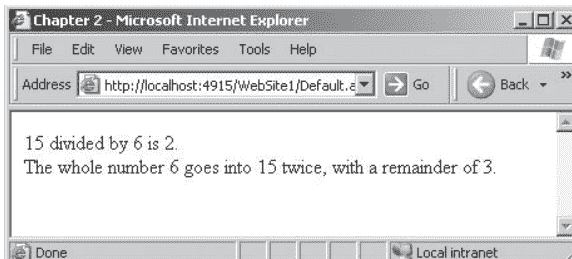 Chapter 2 - Microsoft Internet Explorer
File Edit View Favorites Tools Help
Address http://localhost:4915/WebSite1/Default.a Go Back »
15 divided by 6 is 2.
The whole number 6 goes into 15 twice, with a remainder of 3.
Done Local intranet